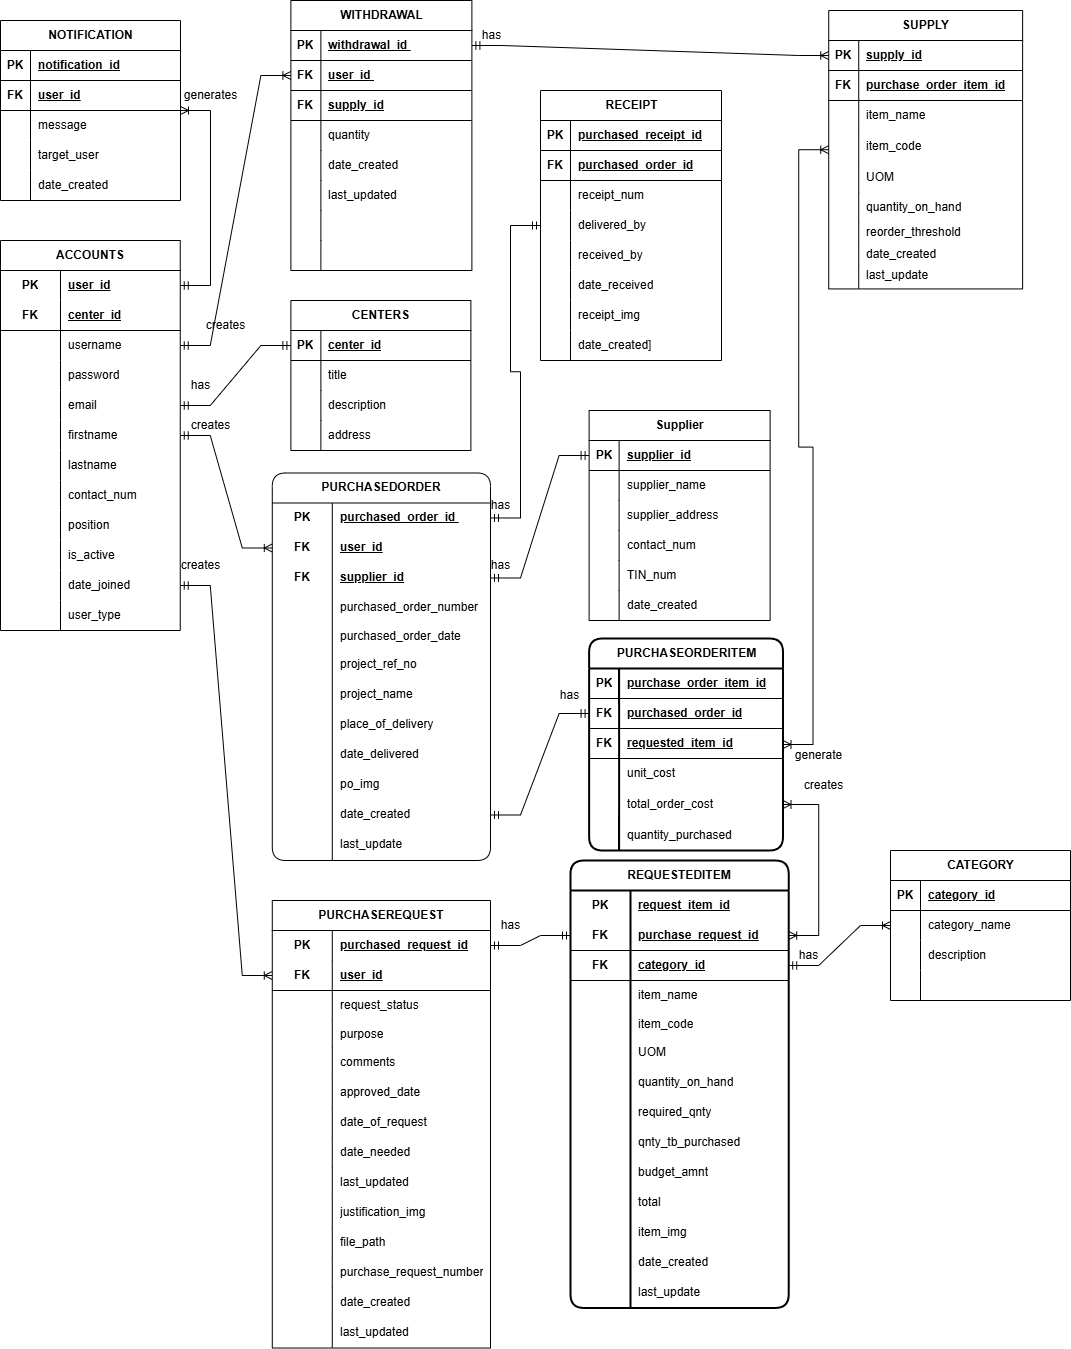 NOTIFICATION
PK notification_id
FK user_id
message
target_user
date_created
generates
WITHDRAWAL
PK withdrawal_id
FK user_id
FK supply_id
quantity
date_created
last_updated
has
SUPPLY
PK supply_id
FK purchase_order_item_id
item_name
item_code
UOM
quantity_on_hand
reorder_threshold
date_created
last_update
RECEIPT
PK purchased_receipt_id
FK purchased_order_id
receipt_num
delivered_by
received_by
date_received
receipt_img
date_created]
ACCOUNTS
PK user_id
FK center_id
username
password
email
firstname
lastname
contact_num
position
is_active
date_joined
user_type
creates
has
creates
creates
CENTERS
PK center_id
title
description
address
PURCHASEDORDER
PK purchased_order_id
FK user_id
FK supplier_id
purchased_order_number
purchased_order_date
project_ref_no
project_name
place_of_delivery
date_delivered
po_img
date_created
last_update
has
has
has
Supplier
PK supplier_id
supplier_name
supplier_address
contact_num
TIN_num
date_created
PURCHASEORDERITEM
PK purchase_order_item_id
FK purchased_order_id
FK requested_item_id
unit_cost
total_order_cost
quantity_purchased
generate
creates
PURCHASEREQUEST
PK purchased_request_id
FK user_id
request_status
purpose
comments
approved_date
date_of_request
date_needed
last_updated
justification_img
file_path
purchase_request_number
date_created
last_updated
has
REQUESTEDITEM
PK request_item_id
FK purchase_request_id
FK category_id
item_name
item_code
UOM
quantity_on_hand
required_qnty
qnty_tb_purchased
budget_amnt
total
item_img
date_created
last_update
has
CATEGORY
PK category_id
category_name
description